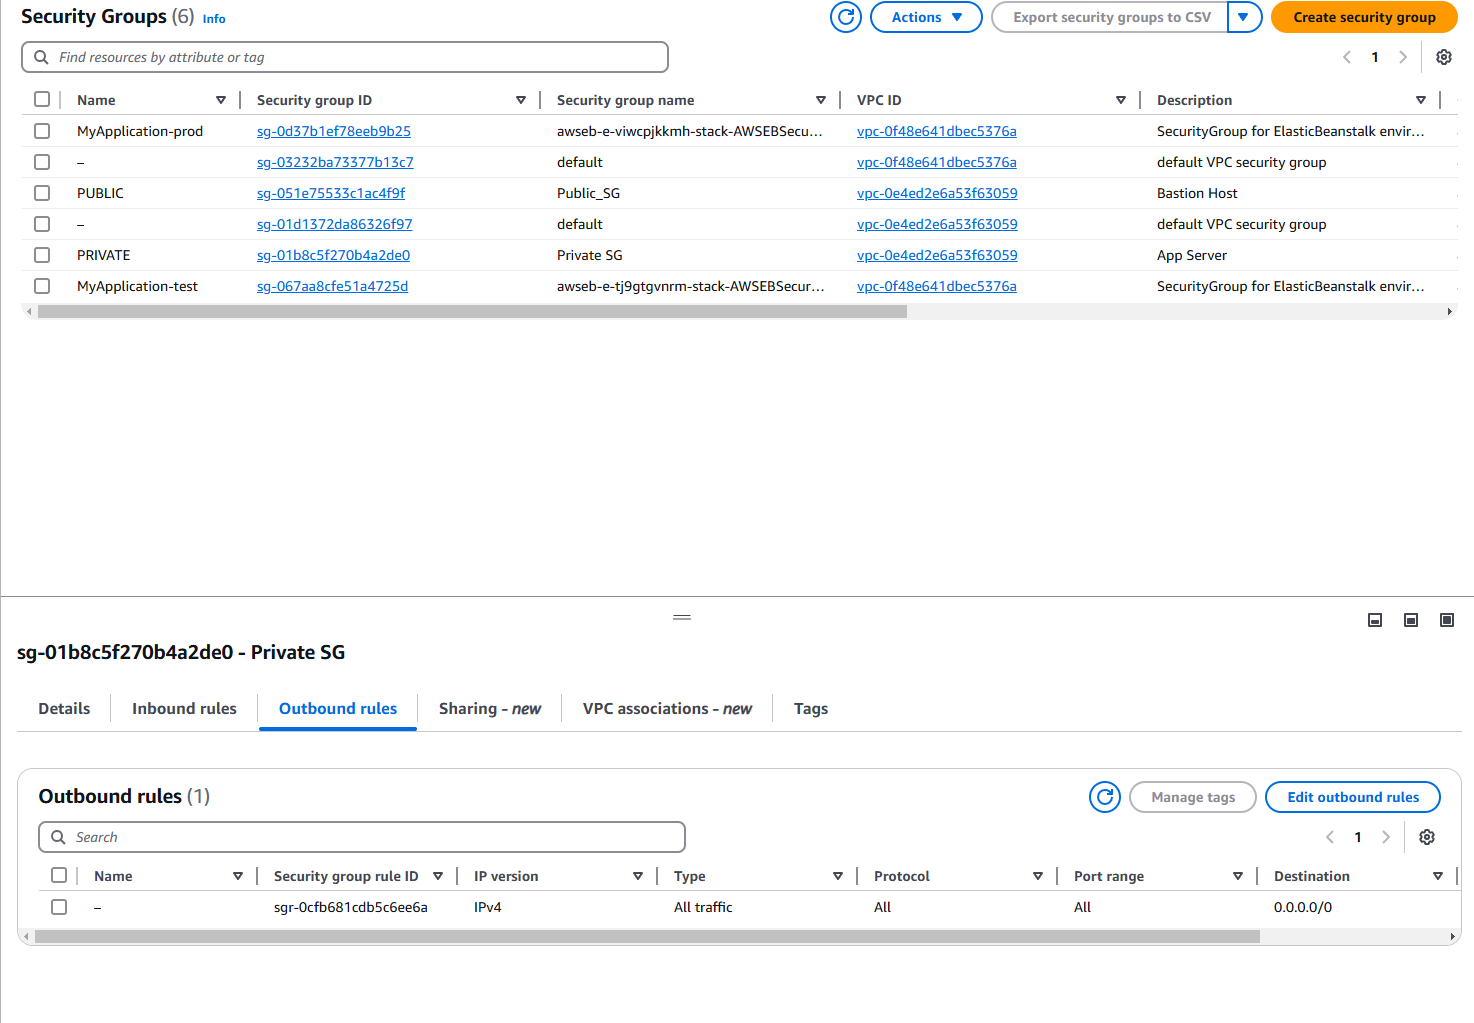 Security Groups (6) Info
Actions
Export security groups to CSV
Create security group
Find resources by attribute or tag
1
Name Security group ID Security group name VPC ID Description
MyApplication-prod sg-0d37b1ef78eeb9b25 awseb-e-viwcpjkkmh-stack-AWSEBSecu... vpc-0f48e641dbec5376a SecurityGroup for ElasticBeanstalk envir...
– sg-03232ba73377b13c7 default vpc-0f48e641dbec5376a default VPC security group
PUBLIC sg-051e75533c1ac4f9f Public_SG vpc-0e4ed2e6a53f63059 Bastion Host
– sg-01d1372da86326f97 default vpc-0e4ed2e6a53f63059 default VPC security group
PRIVATE sg-01b8c5f270b4a2de0 Private SG vpc-0e4ed2e6a53f63059 App Server
MyApplication-test sg-067aa8cfe51a4725d awseb-e-tj9gtgvnrm-stack-AWSEBSecur... vpc-0f48e641dbec5376a SecurityGroup for ElasticBeanstalk envir...
sg-01b8c5f270b4a2de0 - Private SG
Details Inbound rules Outbound rules Sharing - new VPC associations - new Tags
Outbound rules (1)
Manage tags
Edit outbound rules
Search
1
Name Security group rule ID IP version Type Protocol Port range Destination
– sgr-0cfb681cdb5c6ee6a IPv4 All traffic All All 0.0.0.0/0